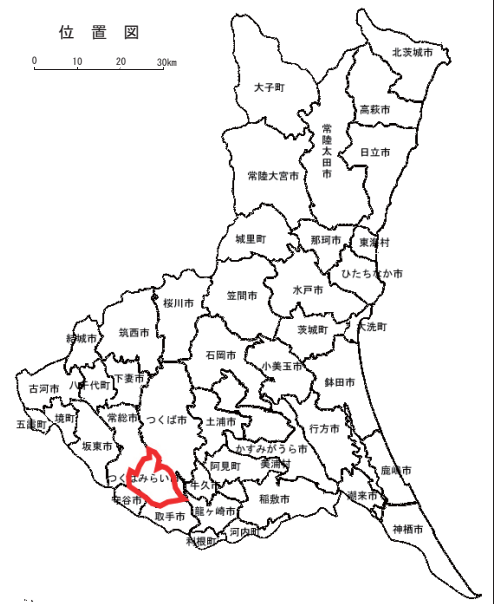 位 置 図
0 10 20 30km
北茨城市
大子町
高萩市
常陸太田市
日立市
常陸大宮市
城里町
那珂市
東海村
ひたちなか市
笠間市
水戸市
桜川市
茨城町
大洗町
筑西市
結城市
石岡市
小美玉市
下妻市
八千代町
古河市
鉾田市
五霞町
境町
常総市
つくば市
土浦市
行方市
坂東市
かすみがうら市
阿見町
美浦村
鹿嶋市
つくばみらい市
牛久市
稲敷市
潮来市
守谷市
取手市
龍ヶ崎市
神栖市
利根町
河内町